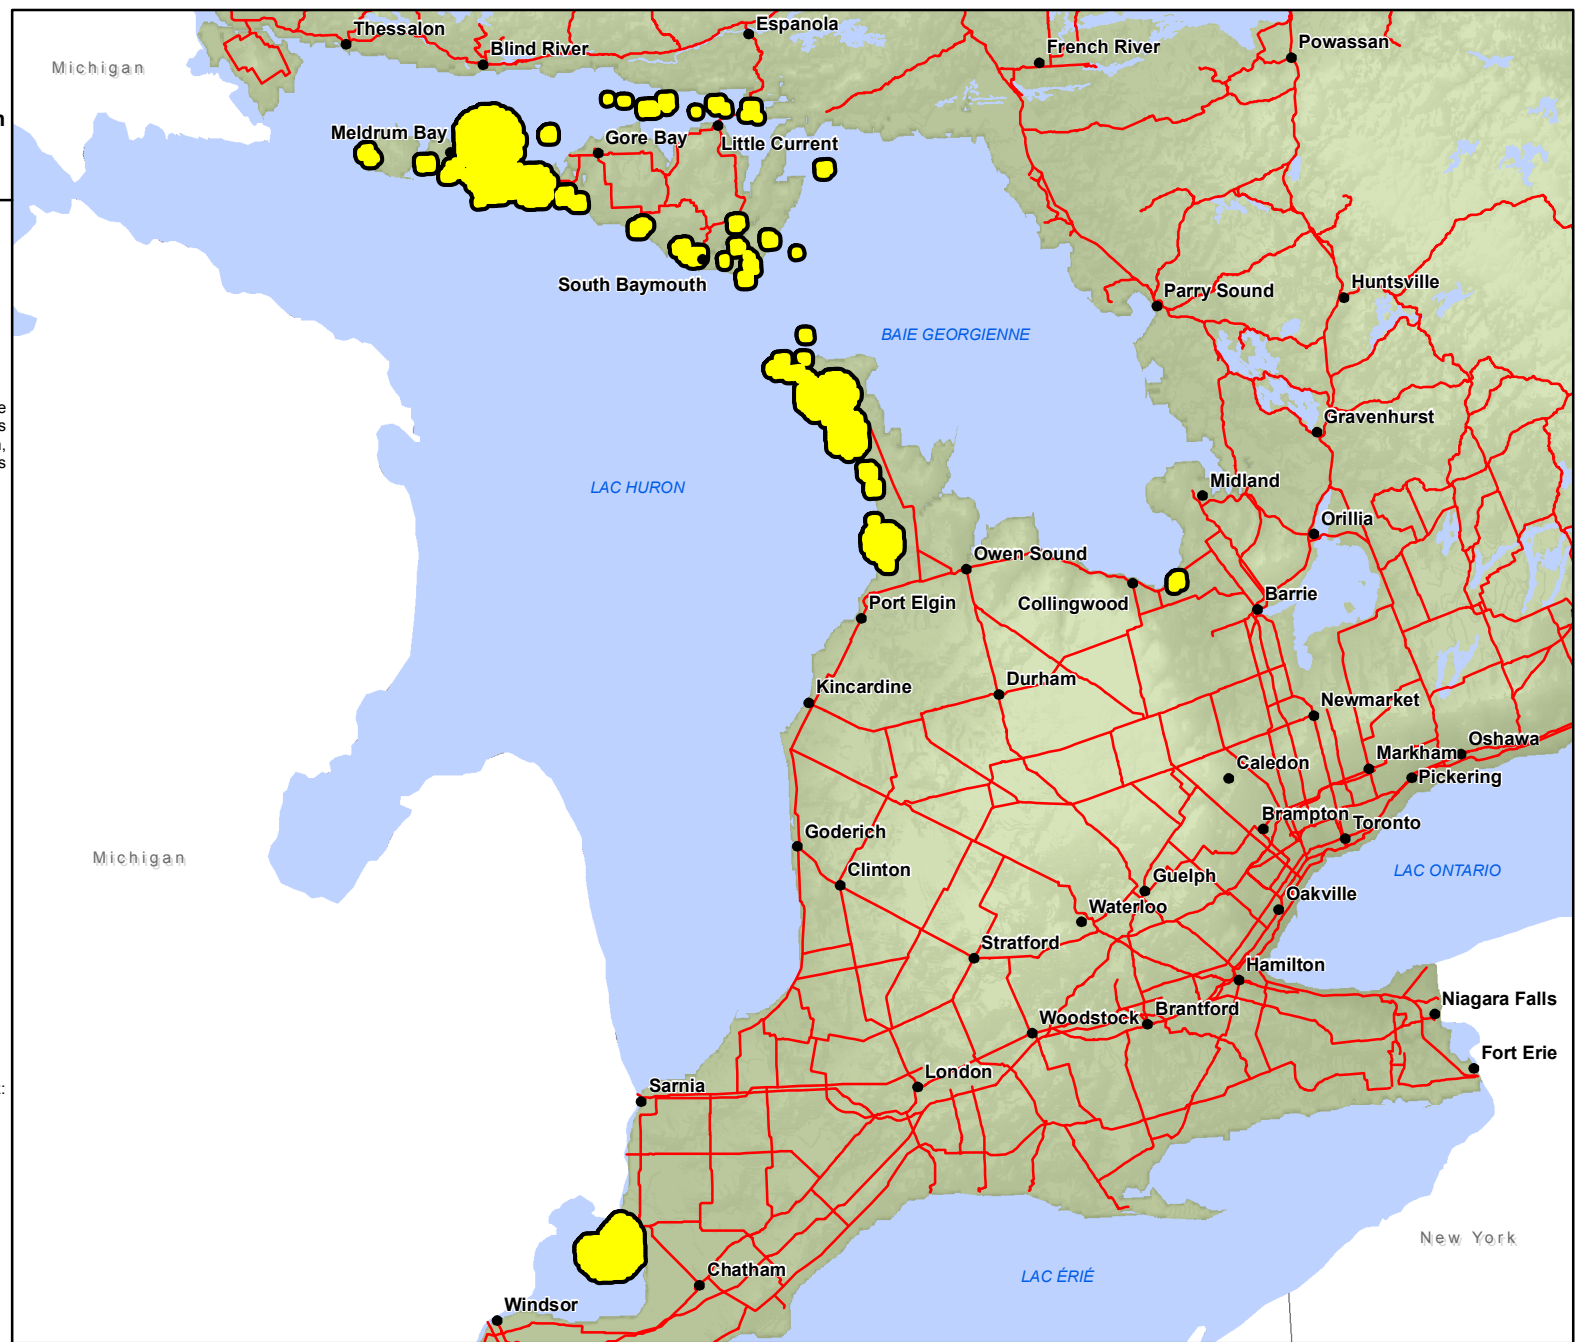 Thessalon
Espanola
Blind River
French River
Powassan
Michigan
Meldrum Bay
Gore Bay
Little Current
South Baymouth
Parry Sound
Huntsville
BAIE GEORGIENNE
Gravenhurst
LAC HURON
Midland
Orillia
Owen Sound
Collingwood
Barrie
Port Elgin
Kincardine
Durham
Newmarket
Markham
Oshawa
Caledon
Pickering
Brampton
Toronto
Goderich
Clinton
Guelph
LAC ONTARIO
Waterloo
Oakville
Michigan
Stratford
Hamilton
Niagara Falls
Woodstock
Brantford
Fort Erie
London
Sarnia
New York
Chatham
LAC ÉRIÉ
Windsor